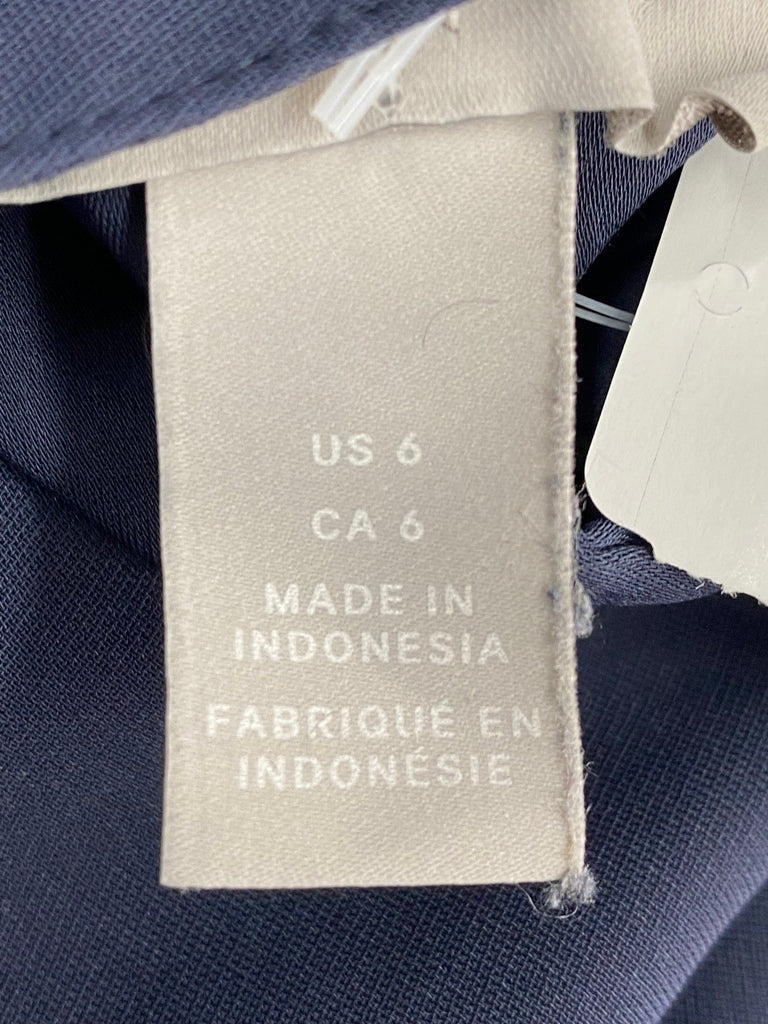 US 6
CA 6
MADE IN
INDONESIA
FABRIQUÉ EN
INDONÉSIE